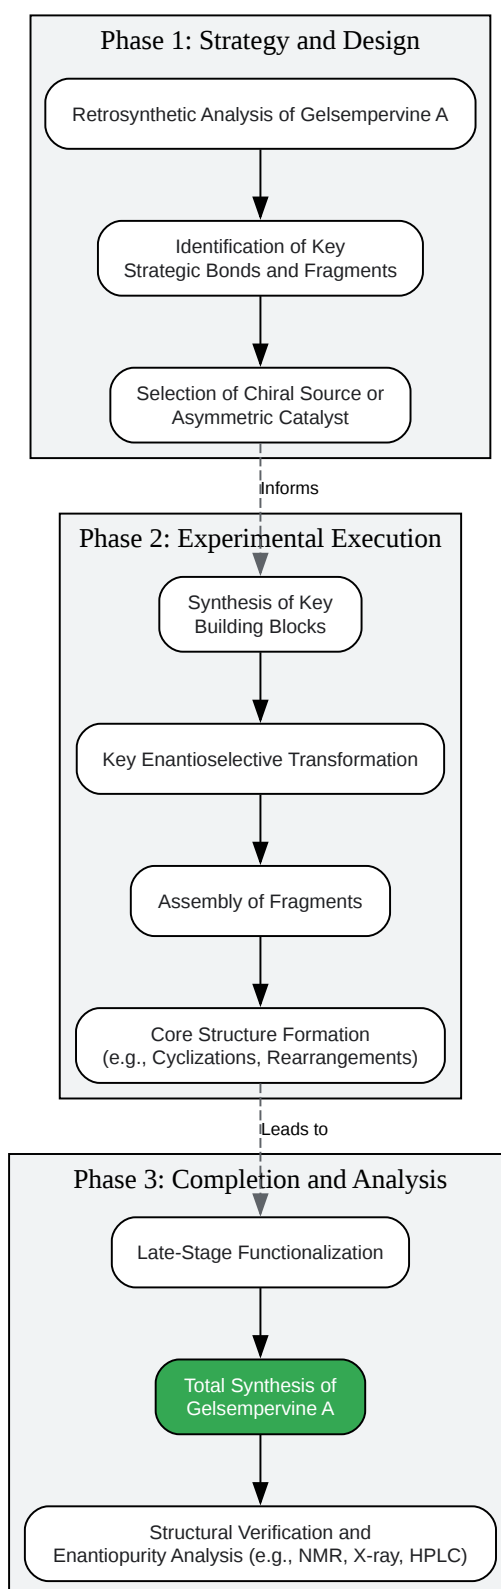 Phase 1: Strategy and Design
Retrosynthetic Analysis of Gelsempervine A
Identification of Key
Strategic Bonds and Fragments
Selection of Chiral Source or
Asymmetric Catalyst
Informs
Phase 2: Experimental Execution
Synthesis of Key
Building Blocks
Key Enantioselective Transformation
Assembly of Fragments
Core Structure Formation
(e.g., Cyclizations, Rearrangements)
Leads to
Phase 3: Completion and Analysis
Late-Stage Functionalization
Total Synthesis of
Gelsempervine A
Structural Verification and
Enantiopurity Analysis (e.g., NMR, X-ray, HPLC)